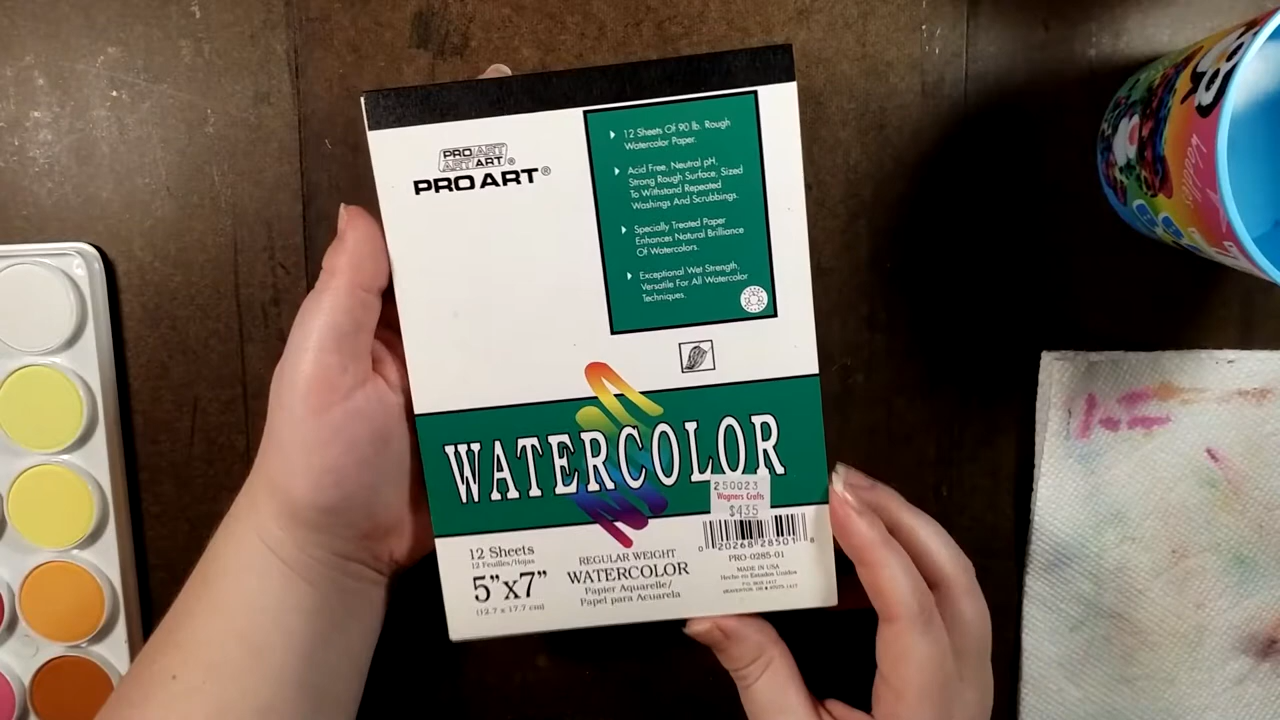 PRO ART
ART ART®
PRO ART®
12 Sheets Of 90 lb. Rough
Watercolor Paper.
Acid Free, Neutral pH,
Strong Rough Surface, Sized
To Withstand Repeated
Washings And Scrubbings.
Specially Treated Paper
Enhances Natural Brilliance
Of Watercolors.
Exceptional Wet Strength,
Versatile For All Watercolor
Techniques.
WATERCOLOR
250023
Wagners Crafts
$4.35
0 20268 28501 8
PRO-0285-01
MADE IN USA
Hecho en Estados Unidos
12 Sheets
12 Feuilles/Hojas
5"x7"
(12.7 x 17.7 cm)
REGULAR WEIGHT
WATERCOLOR
Papier Aquarelle/
Papel para Acuarela